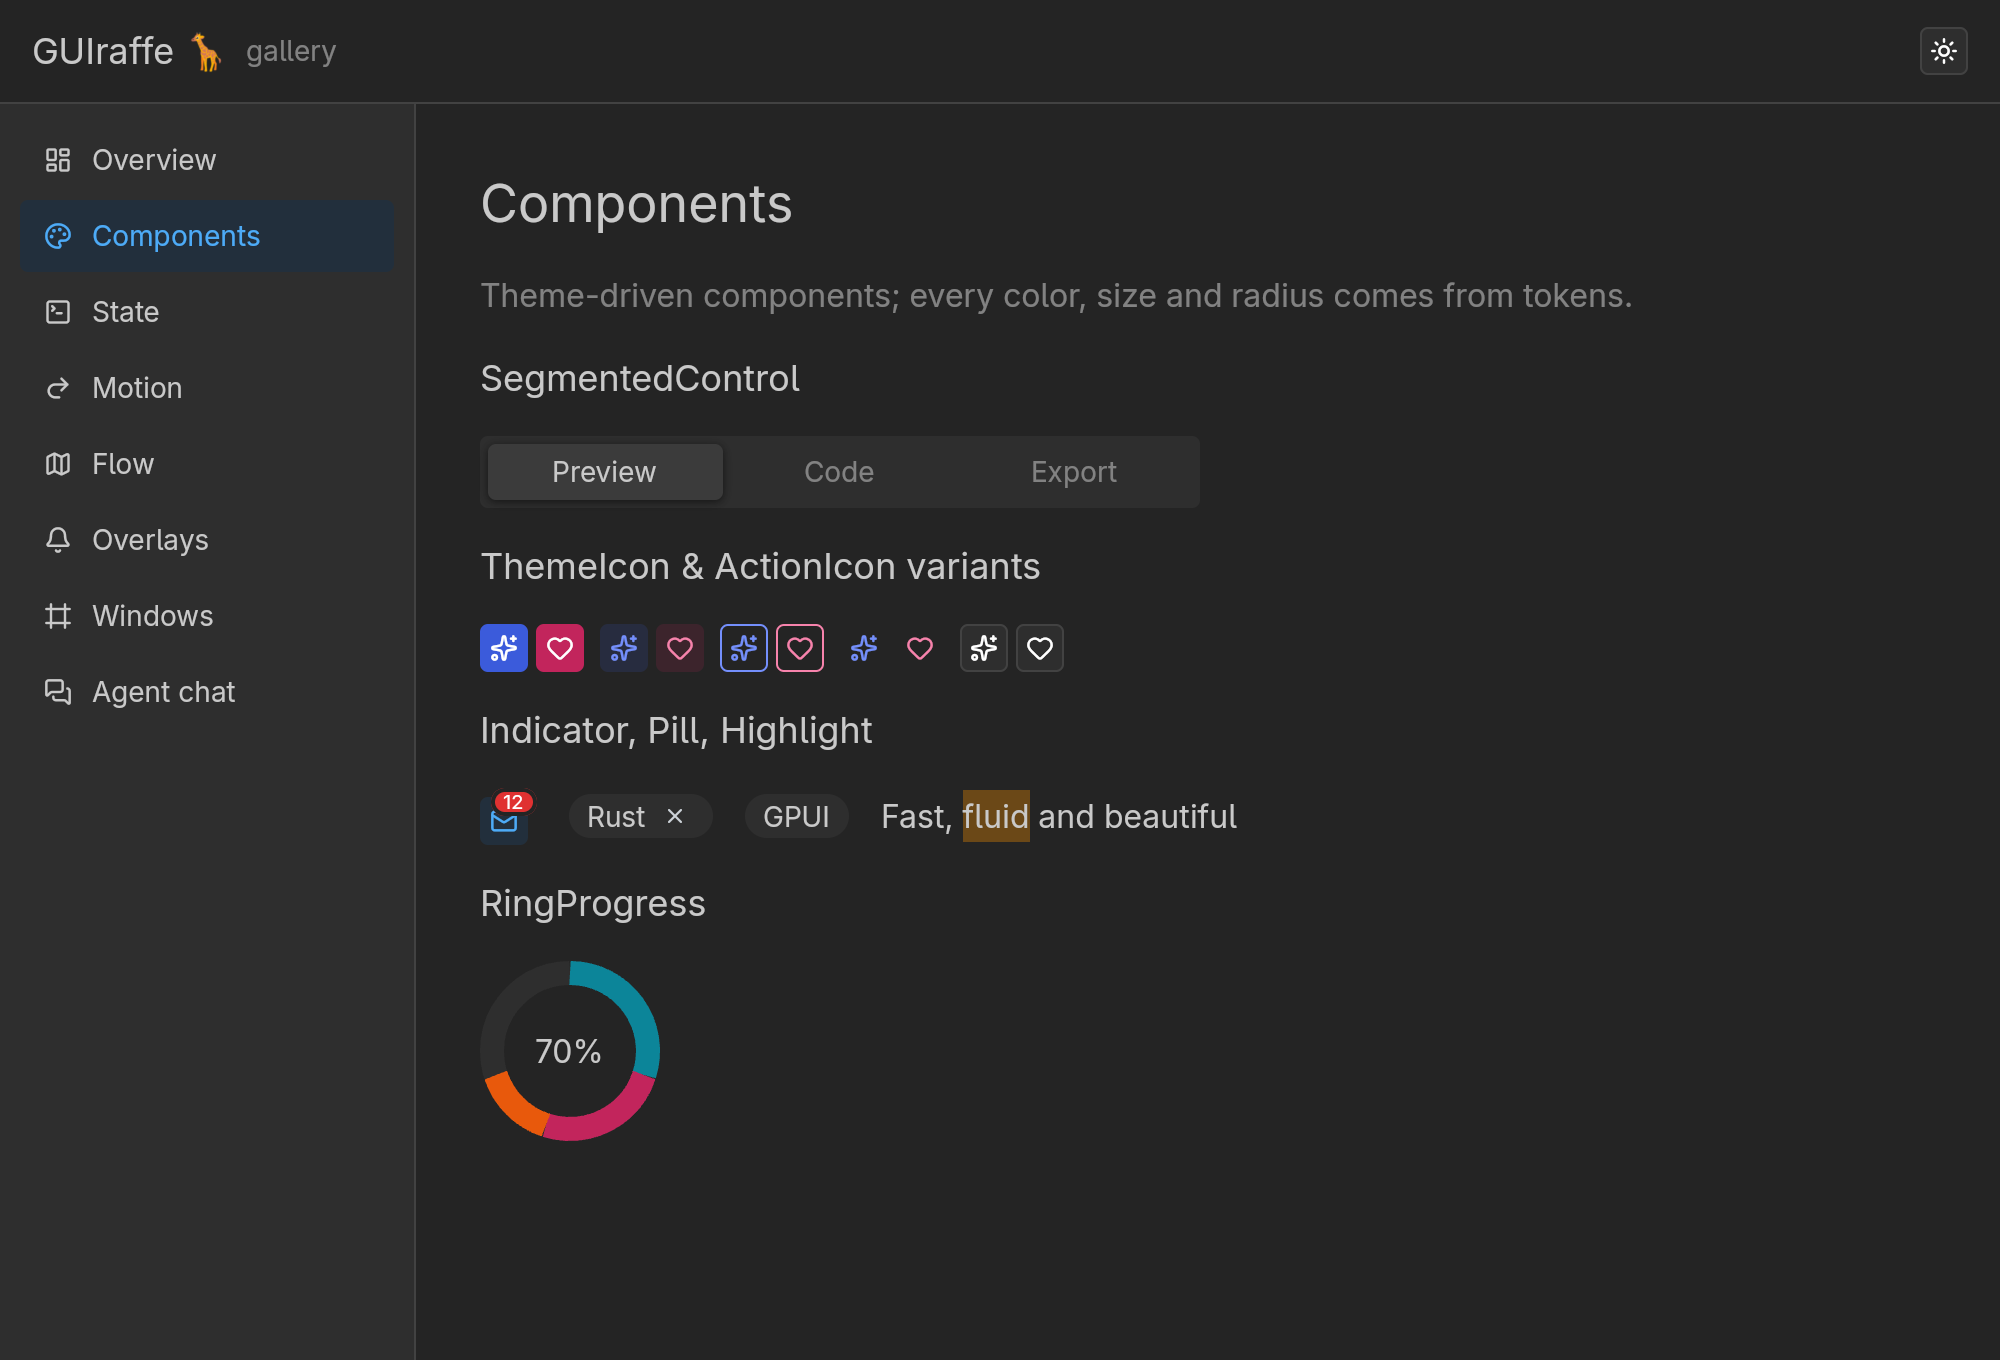 GUIraffe 🦒 gallery
Overview
Components
State
Motion
Flow
Overlays
Windows
Agent chat
Components
Theme-driven components; every color, size and radius comes from tokens.
SegmentedControl
Preview Code Export
ThemeIcon & ActionIcon variants
Indicator, Pill, Highlight
12
Rust GPUI Fast, fluid and beautiful
RingProgress
70%